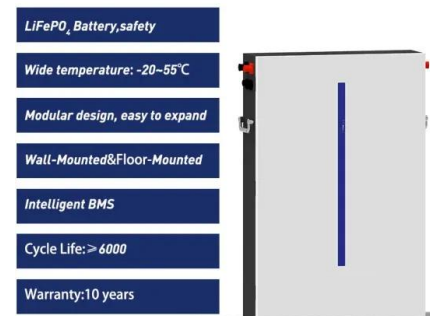 LiFePO₄ Battery,safety
Wide temperature: -20~55℃
Modular design, easy to expand
Wall-Mounted&Floor-Mounted
Intelligent BMS
Cycle Life:≥6000
Warranty:10 years